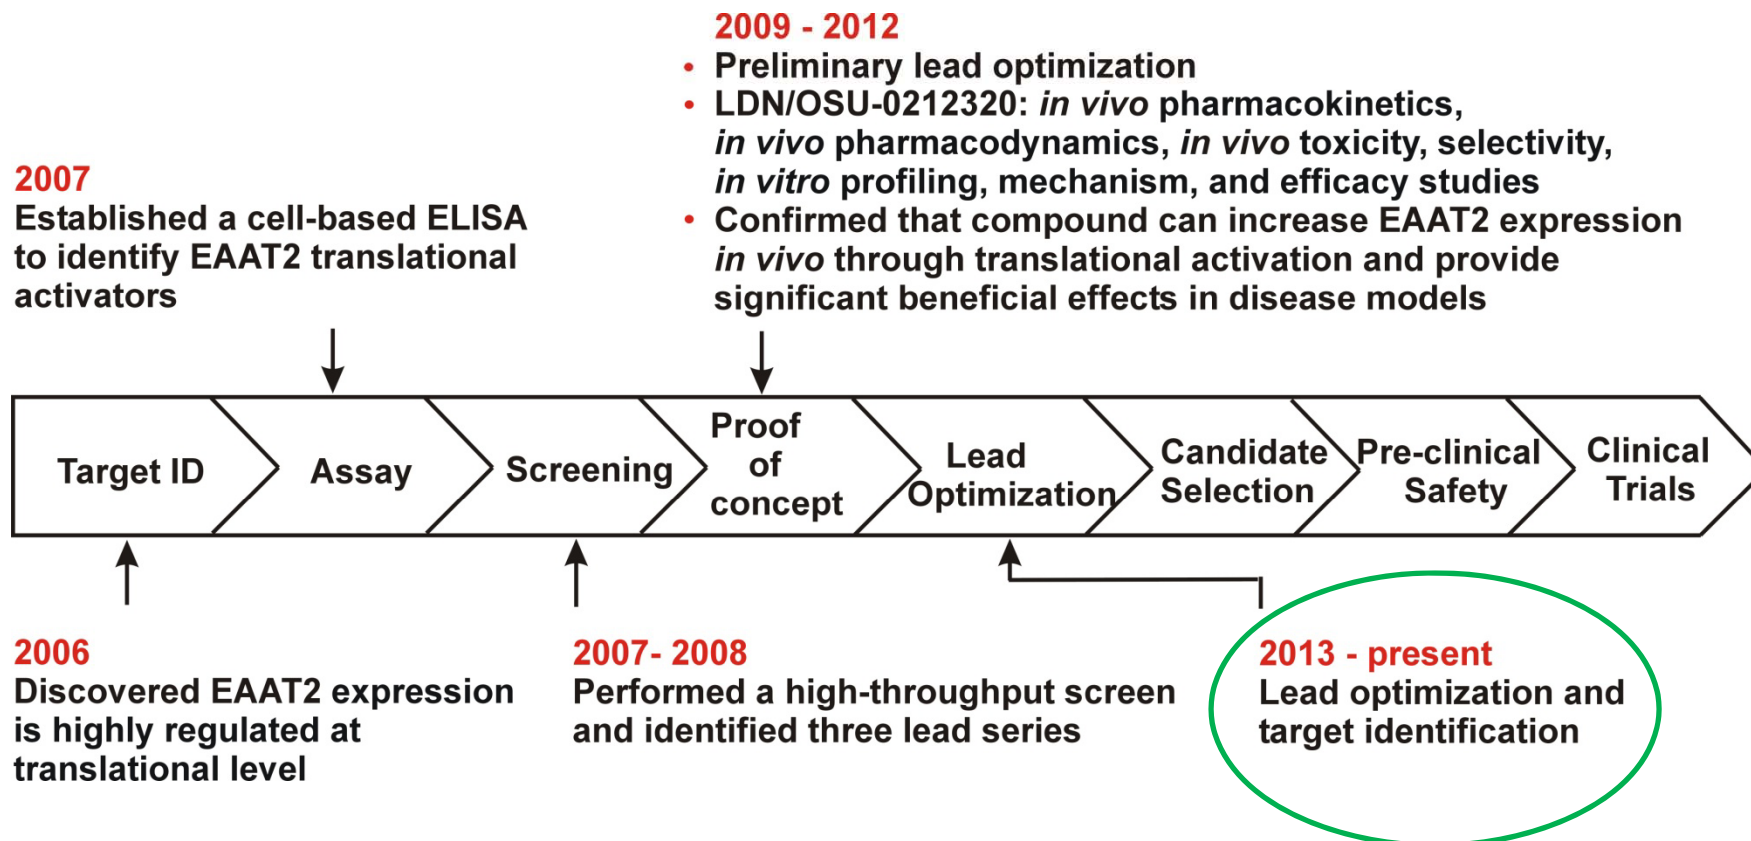 2009 - 2012
• Preliminary lead optimization
• LDN/OSU-0212320: in vivo pharmacokinetics,
in vivo pharmacodynamics, in vivo toxicity, selectivity,
in vitro profiling, mechanism, and efficacy studies
• Confirmed that compound can increase EAAT2 expression
in vivo through translational activation and provide
significant beneficial effects in disease models
2007
Established a cell-based ELISA
to identify EAAT2 translational
activators
Target ID
Assay
Screening
Proof
of
concept
Lead
Optimization
Candidate
Selection
Pre-clinical
Safety
Clinical
Trials
2006
Discovered EAAT2 expression
is highly regulated at
translational level
2007- 2008
Performed a high-throughput screen
and identified three lead series
2013 - present
Lead optimization and
target identification